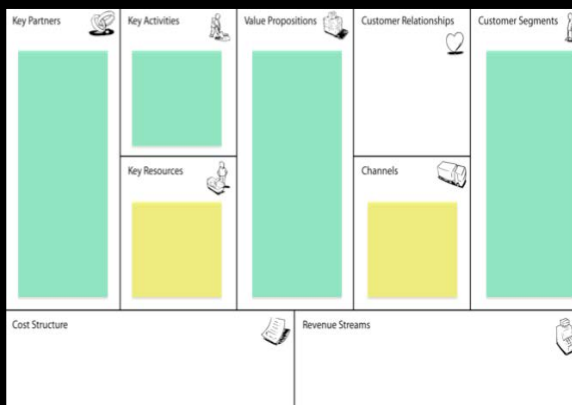 Key Partners
Key Activities
Value Propositions
Customer Relationships
Customer Segments
Key Resources
Channels
Cost Structure
Revenue Streams